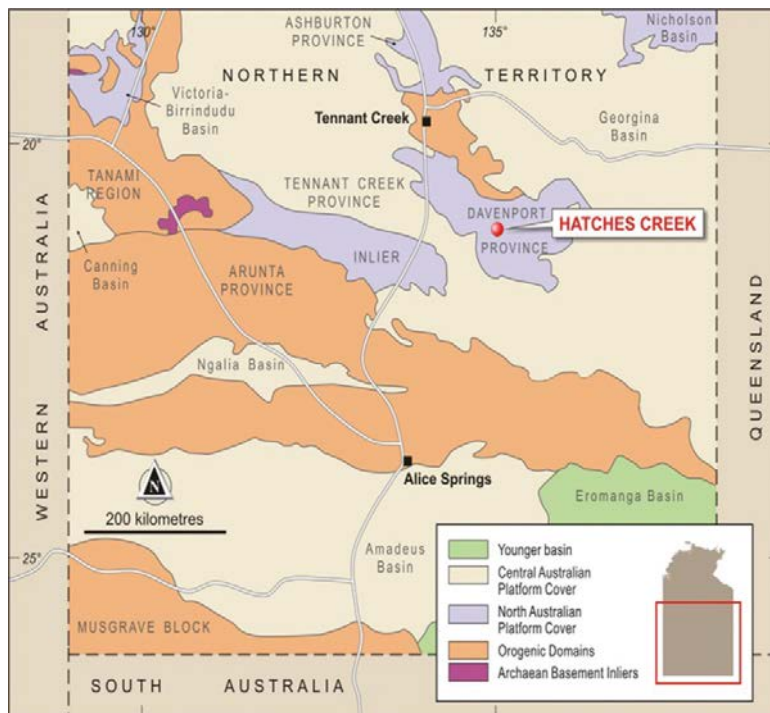 130°
ASHBURTON
PROVINCE
135°
Nicholson
Basin
NORTHERN
TERRITORY
Victoria-
Birrindudu
Basin
Tennant Creek
Georgina
Basin
20°
TANAMI
REGION
TENNANT CREEK
PROVINCE
DAVENPORT
PROVINCE
HATCHES CREEK
INLIER
Canning
Basin
ARUNTA
PROVINCE
WESTERN
AUSTRALIA
QUEENSLAND
Ngalia Basin
Alice Springs
Eromanga Basin
N
200 kilometres
Amadeus
Basin
25°
MUSGRAVE BLOCK
SOUTH
AUSTRALIA
Younger basin
Central Australian
Platform Cover
North Australian
Platform Cover
Orogenic Domains
Archaean Basement Inliers